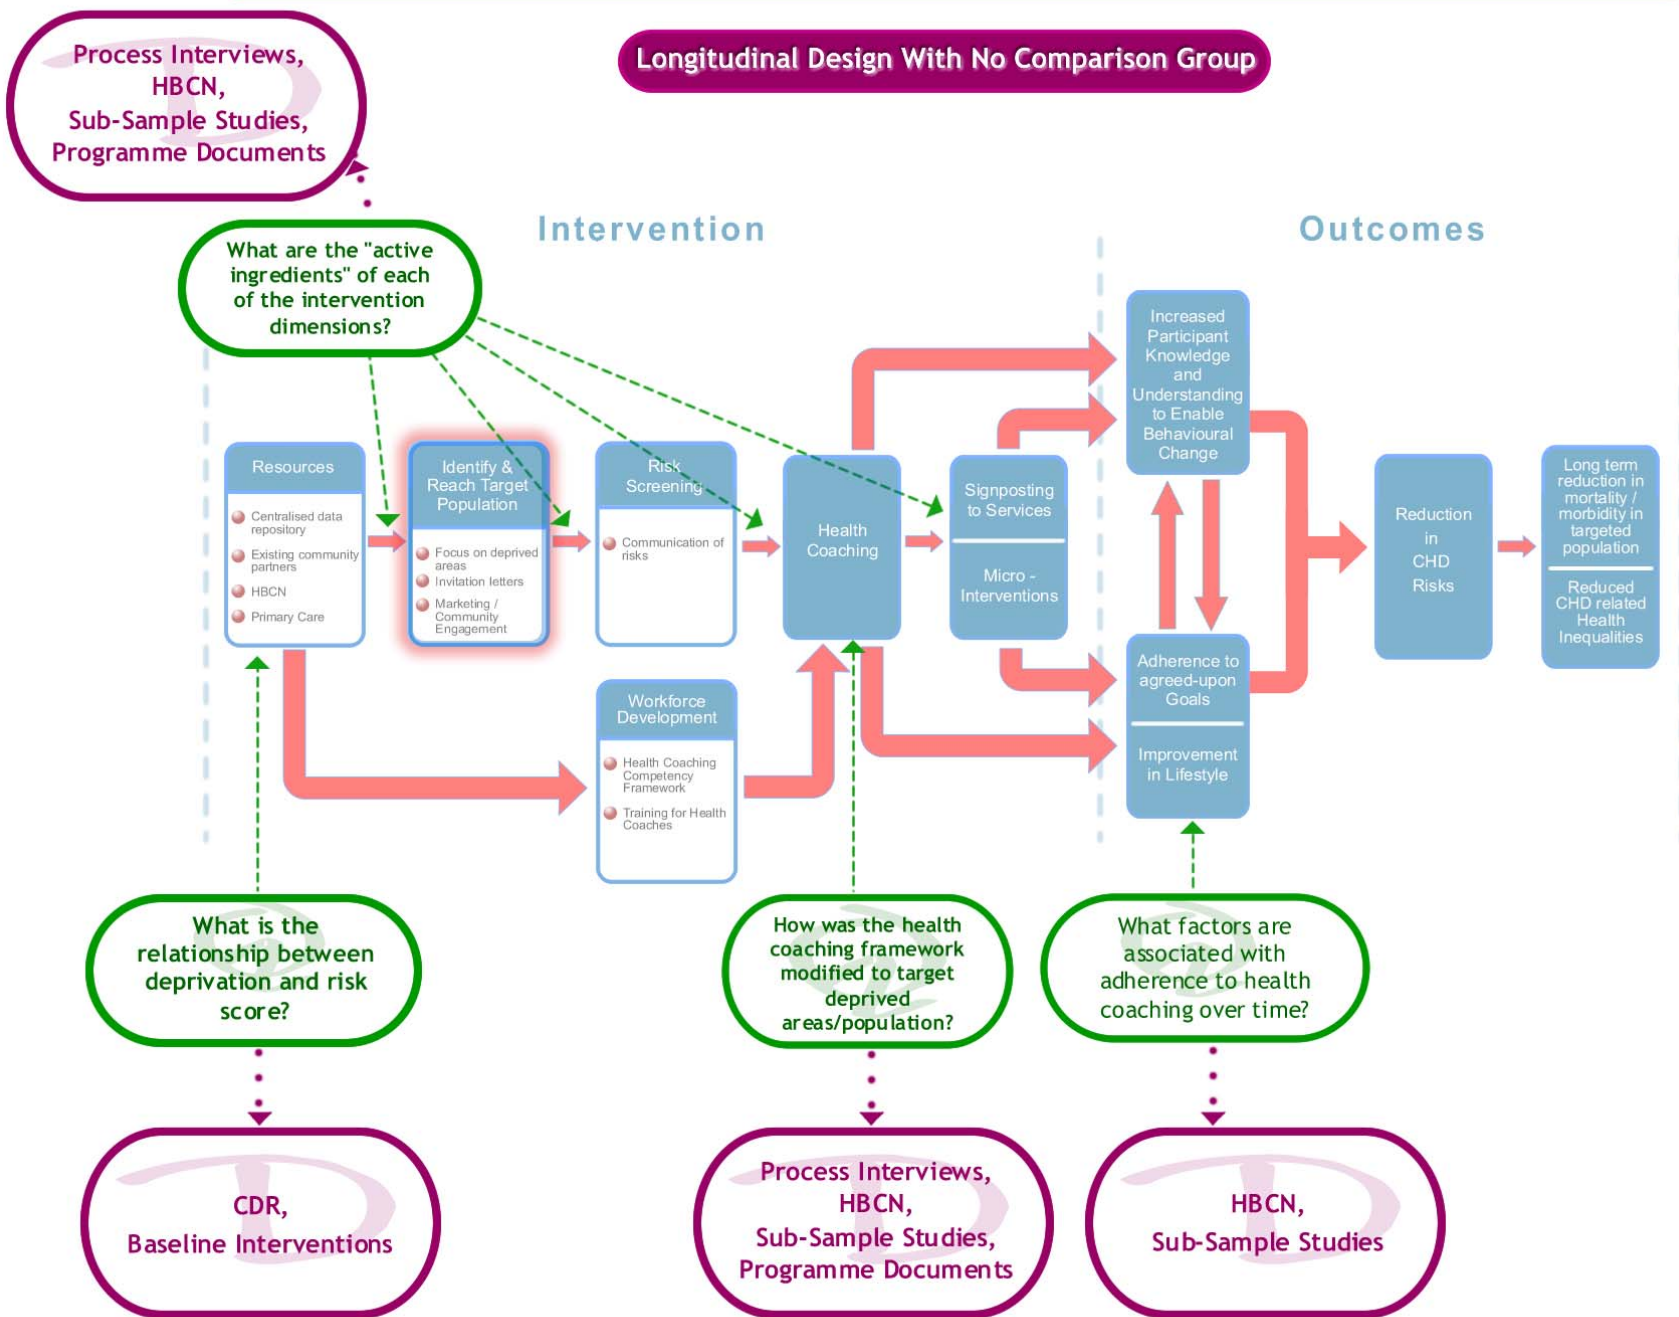 Process Interviews,
HBCN,
Sub-Sample Studies,
Programme Documents
Longitudinal Design With No Comparison Group
What are the "active
ingredients" of each
of the intervention
dimensions?
Intervention
Outcomes
Resources
Centralised data
repository
Existing community
partners
HBCN
Primary Care
Identify &
Reach Target
Population
Focus on deprived
areas
Invitation letters
Marketing /
Community
Engagement
Risk
Screening
Communication of
risks
Workforce
Development
Health Coaching
Competency
Framework
Training for Health
Coaches
Health
Coaching
Signposting
to Services
Micro -
Interventions
Increased
Participant
Knowledge
and
Understanding
to Enable
Behavioural
Change
Adherence to
agreed-upon
Goals
Improvement
in Lifestyle
Reduction
in
CHD
Risks
Long term
reduction in
mortality /
morbidity in
targeted
population
Reduced
CHD related
Health
Inequalities
What is the
relationship between
deprivation and risk
score?
How was the health
coaching framework
modified to target
deprived
areas/population?
What factors are
associated with
adherence to health
coaching over time?
CDR,
Baseline Interventions
Process Interviews,
HBCN,
Sub-Sample Studies,
Programme Documents
HBCN,
Sub-Sample Studies